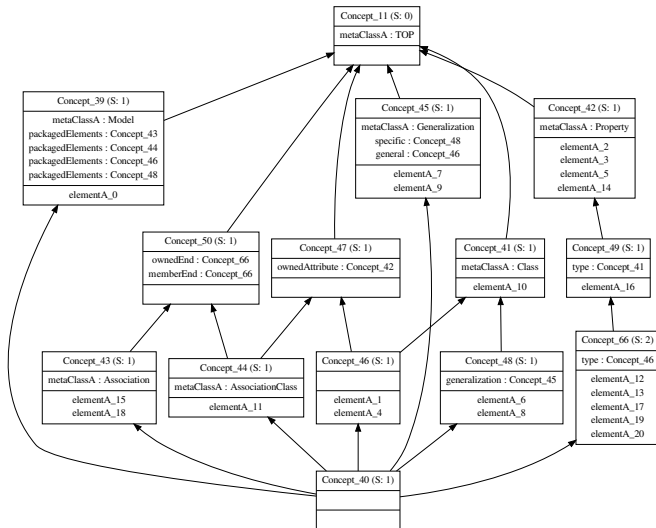 Concept_11 (S: 0)
metaClassA : TOP
Concept_39 (S: 1)
metaClassA : Model
packagedElements : Concept_43
packagedElements : Concept_44
packagedElements : Concept_46
packagedElements : Concept_48
elementA_0
Concept_45 (S: 1)
metaClassA : Generalization
specific : Concept_48
general : Concept_46
elementA_7
elementA_9
Concept_42 (S: 1)
metaClassA : Property
elementA_2
elementA_3
elementA_5
elementA_14
Concept_50 (S: 1)
ownedEnd : Concept_66
memberEnd : Concept_66
Concept_47 (S: 1)
ownedAttribute : Concept_42
Concept_41 (S: 1)
metaClassA : Class
elementA_10
Concept_49 (S: 1)
type : Concept_41
elementA_16
Concept_43 (S: 1)
metaClassA : Association
elementA_15
elementA_18
Concept_44 (S: 1)
metaClassA : AssociationClass
elementA_11
Concept_46 (S: 1)
elementA_1
elementA_4
Concept_48 (S: 1)
generalization : Concept_45
elementA_6
elementA_8
Concept_66 (S: 2)
type : Concept_46
elementA_12
elementA_13
elementA_17
elementA_19
elementA_20
Concept_40 (S: 1)